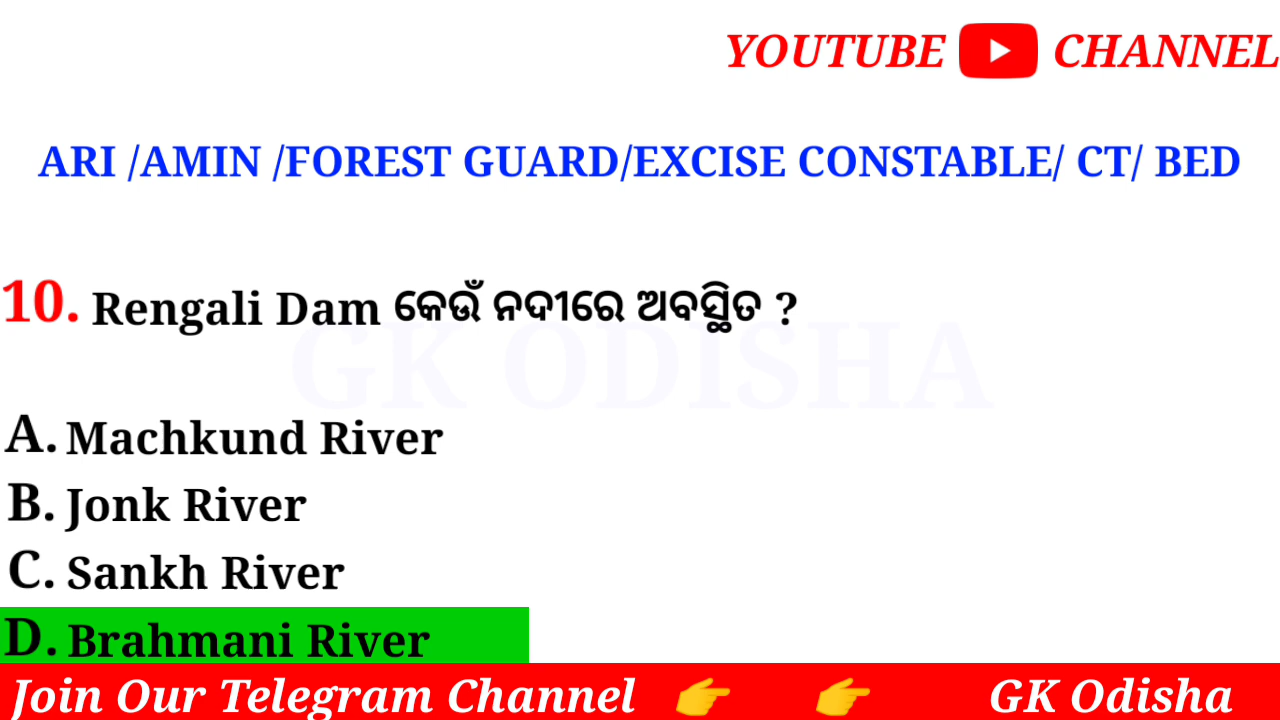 YOUTUBE CHANNEL
ARI /AMIN /FOREST GUARD/EXCISE CONSTABLE/ CT/ BED
10. Rengali Dam କେଉଁ ନଦୀରେ ଅବସ୍ଥିତ ?
GK ODISHA
A. Machkund River
B. Jonk River
C. Sankh River
D. Brahmani River
Join Our Telegram Channel 👉 👉 GK Odisha